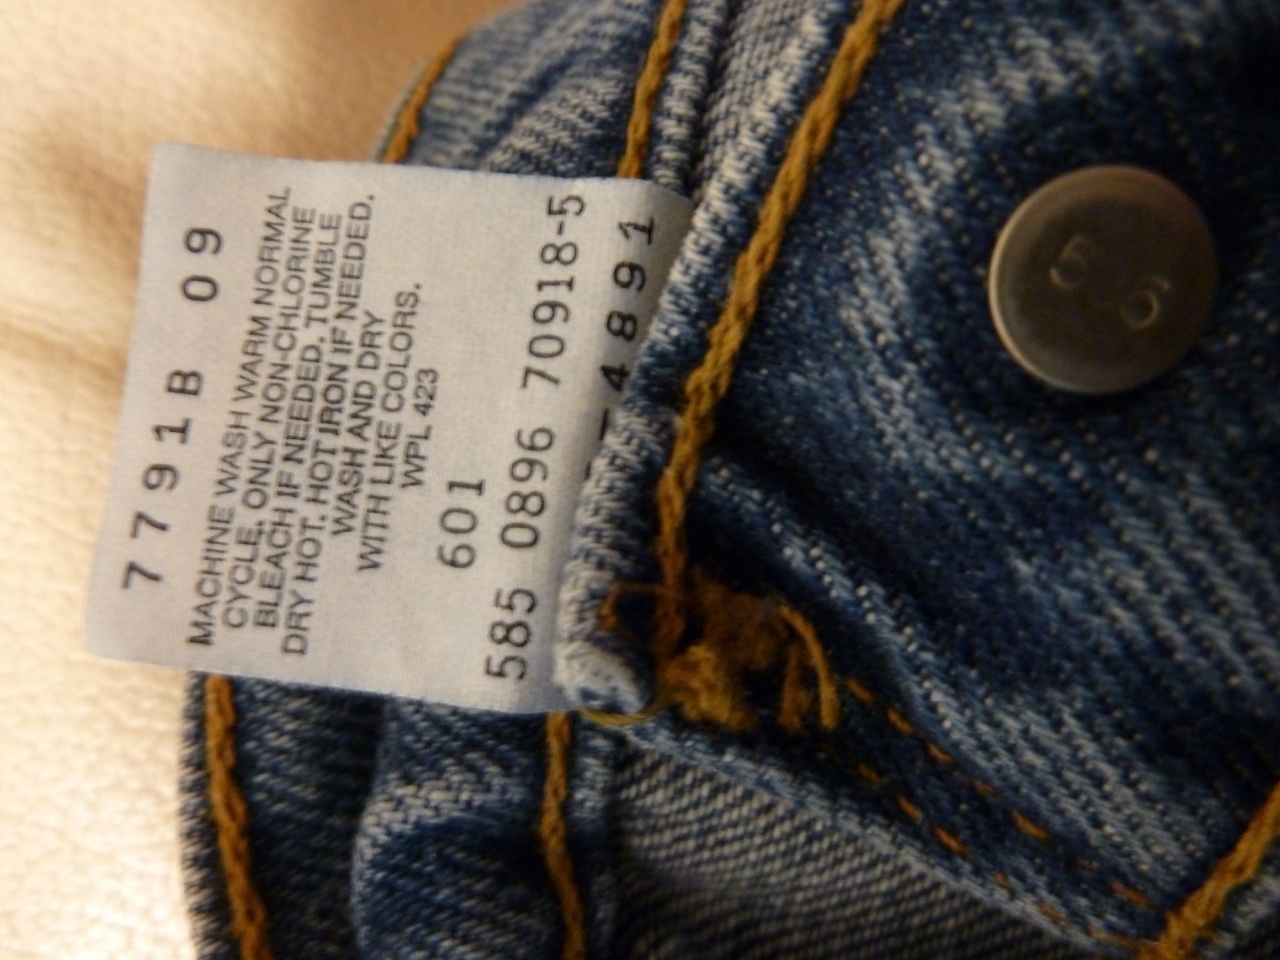 7791B 09
MACHINE WASH WARM NORMAL
CYCLE. ONLY NON-CHLORINE
BLEACH IF NEEDED. TUMBLE
DRY HOT. HOT IRON IF NEEDED.
WASH AND DRY
WITH LIKE COLORS.
WPL 423
601
585 0896 70918-5
4891